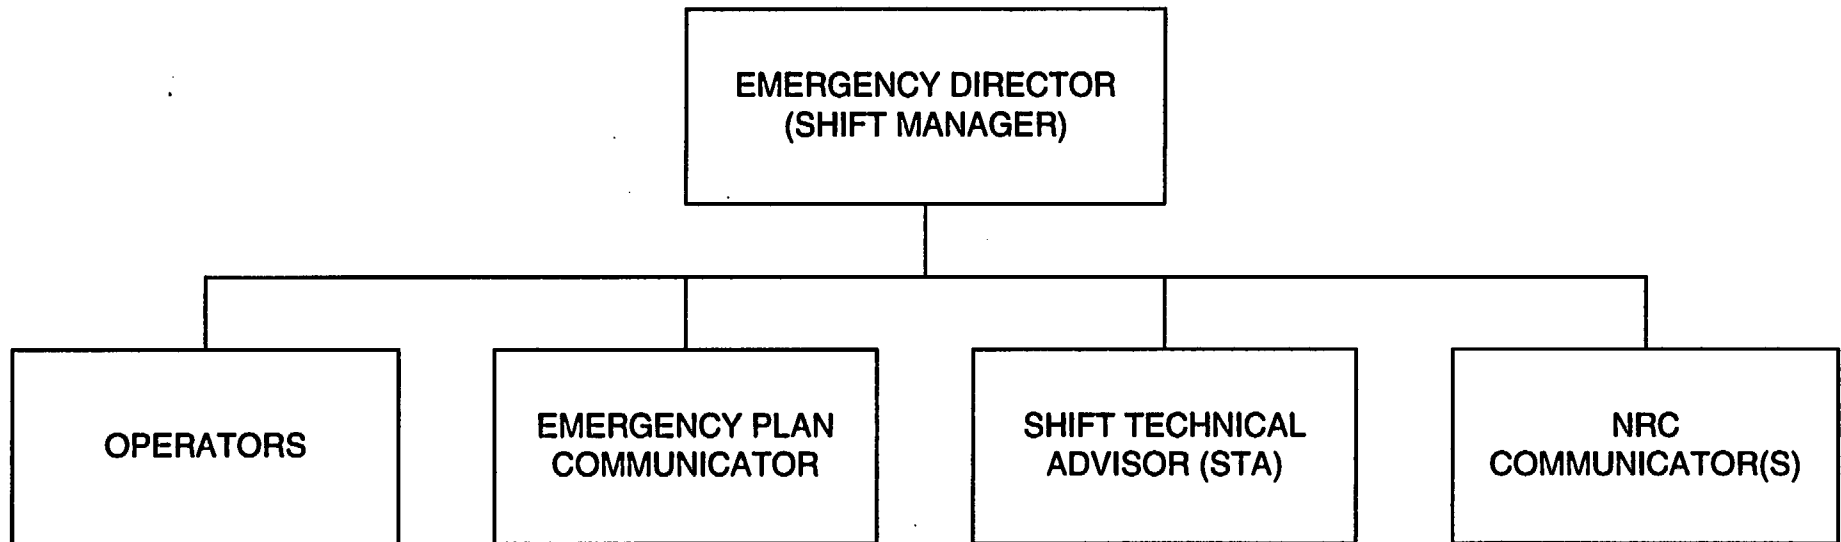 EMERGENCY DIRECTOR
(SHIFT MANAGER)
OPERATORS
EMERGENCY PLAN
COMMUNICATOR
SHIFT TECHNICAL
ADVISOR (STA)
NRC
COMMUNICATOR(S)